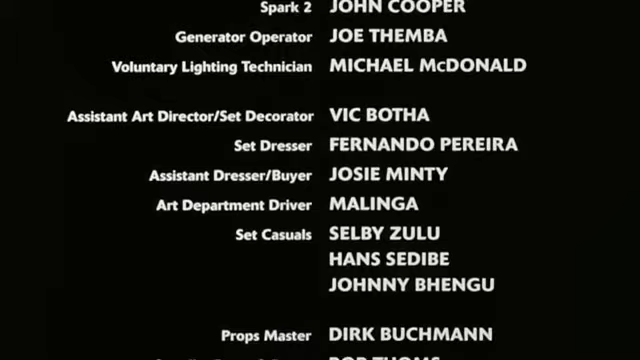 Spark 2 JOHN COOPER
Generator Operator JOE THEMBA
Voluntary Lighting Technician MICHAEL McDONALD
Assistant Art Director/Set Decorator VIC BOTHA
Set Dresser FERNANDO PEREIRA
Assistant Dresser/Buyer JOSIE MINTY
Art Department Driver MALINGA
Set Casuals SELBY ZULU
HANS SEDIBE
JOHNNY BHENGU
Props Master DIRK BUCHMANN